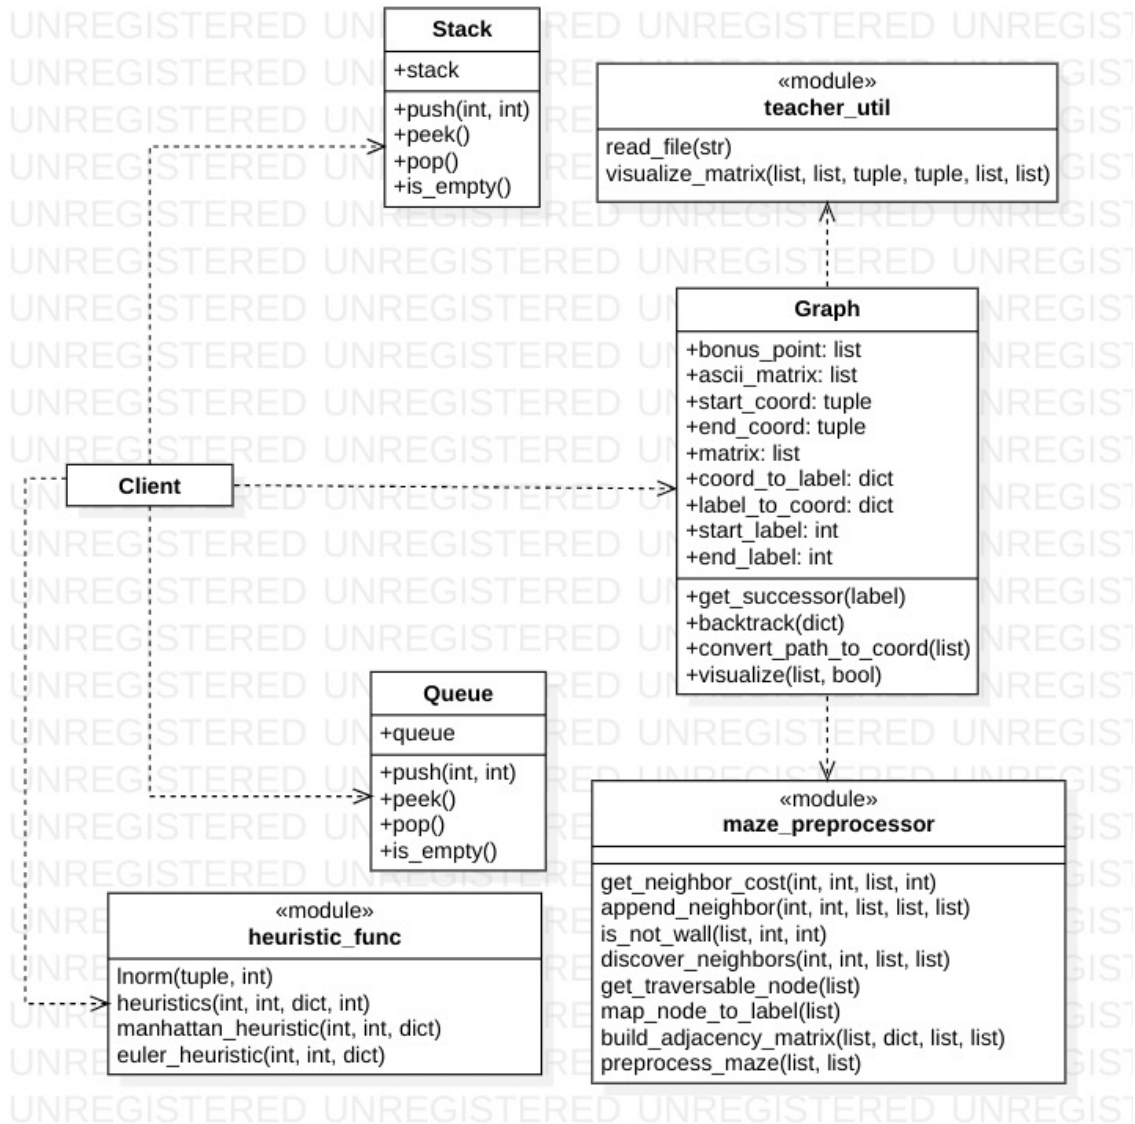 Stack
+stack
+push(int, int)
+peek()
+pop()
+is_empty()
«module»
teacher_util
read_file(str)
visualize_matrix(list, list, tuple, tuple, list, list)
Graph
+bonus_point: list
+ascii_matrix: list
+start_coord: tuple
+end_coord: tuple
+matrix: list
+coord_to_label: dict
+label_to_coord: dict
+start_label: int
+end_label: int
+get_successor(label)
+backtrack(dict)
+convert_path_to_coord(list)
+visualize(list, bool)
Client
Queue
+queue
+push(int, int)
+peek()
+pop()
+is_empty()
«module»
maze_preprocessor
get_neighbor_cost(int, int, list, int)
append_neighbor(int, int, list, list, list)
is_not_wall(list, int, int)
discover_neighbors(int, int, list, list)
get_traversable_node(list)
map_node_to_label(list)
build_adjacency_matrix(list, dict, list, list)
preprocess_maze(list, list)
«module»
heuristic_func
lnorm(tuple, int)
heuristics(int, int, dict, int)
manhattan_heuristic(int, int, dict)
euler_heuristic(int, int, dict)
UNREGISTERED UNREGISTERED UNREGISTERED UNREGIST